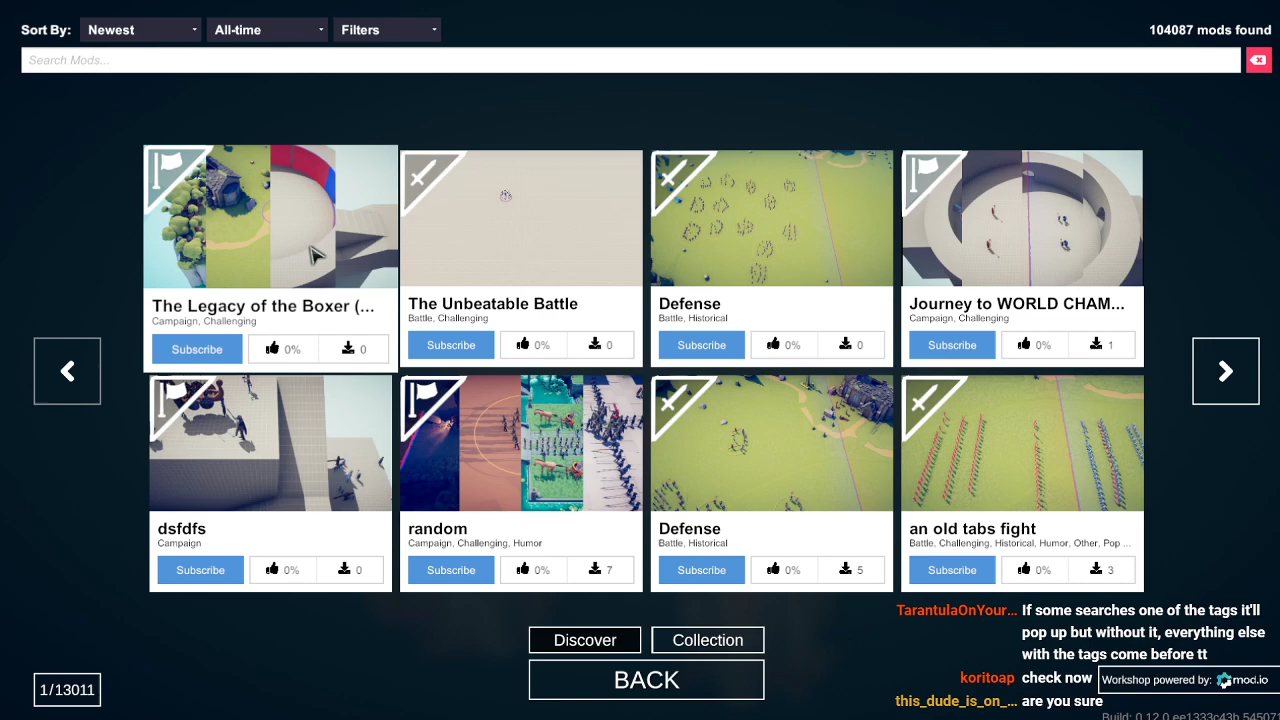 Sort By: Newest All-time Filters 104087 mods found
Search Mods...
The Legacy of the Boxer (...
Campaign, Challenging
Subscribe 0% 0
The Unbeatable Battle
Battle, Challenging
Subscribe 0% 0
Defense
Battle, Historical
Subscribe 0% 0
Journey to WORLD CHAM...
Campaign, Challenging
Subscribe 0% 1
dsfdfs
Campaign
Subscribe 0% 0
random
Campaign, Challenging, Humor
Subscribe 0% 7
Defense
Battle, Historical
Subscribe 0% 5
an old tabs fight
Battle, Challenging, Historical, Humor, Other, Pop ...
Subscribe 0% 3
Discover Collection
BACK
1/13011
TarantulaOnYour... If some searches one of the tags it'll
pop up but without it, everything else
with the tags come before tt
koritoap check now
Workshop powered by: mod.io
this_dude_is_on_... are you sure